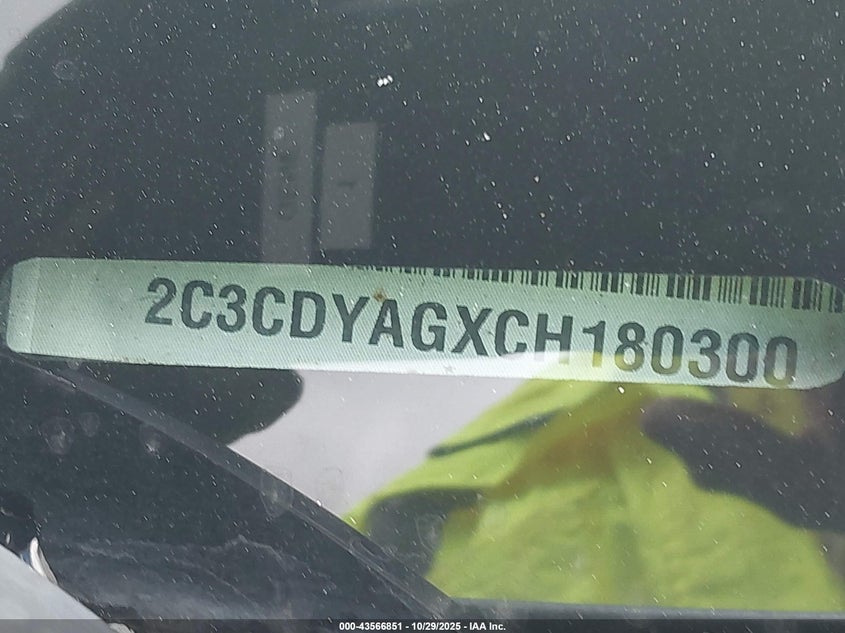 2C3CDYAGXCH180300
000-43566851 - 10/29/2025 - IAA Inc.